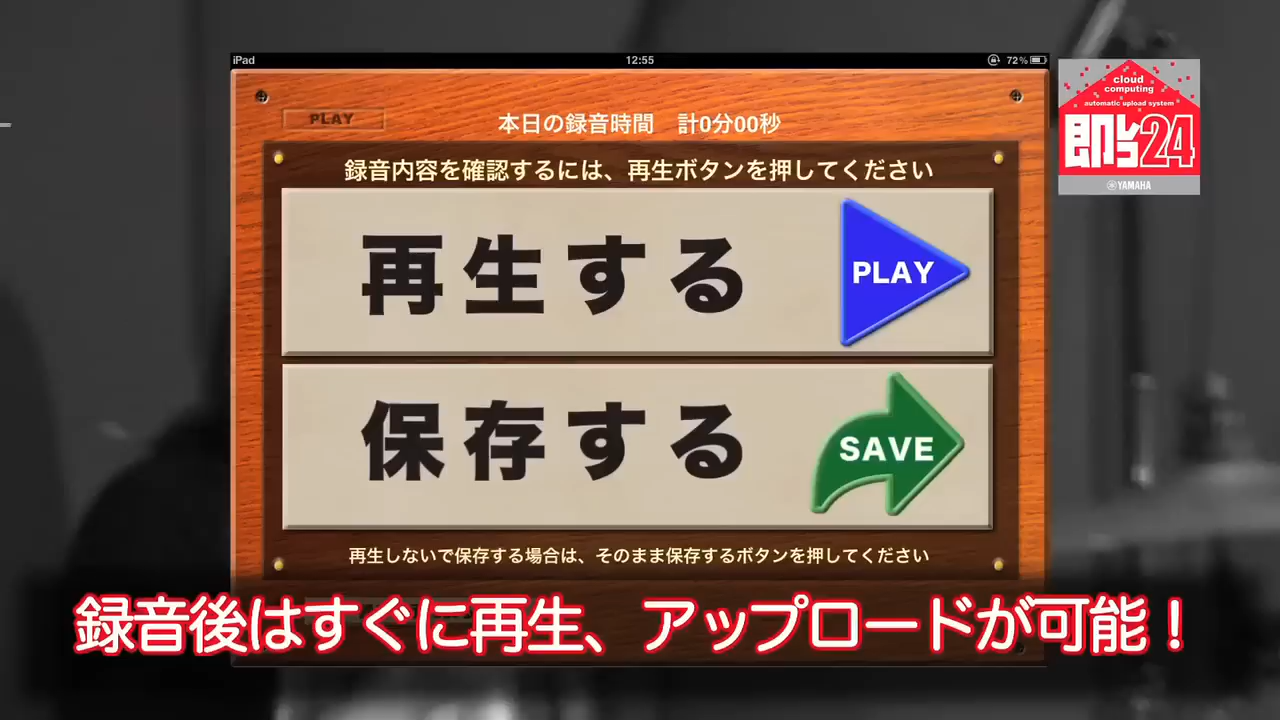 iPad
12:55
72%
PLAY
本日の録音時間 計0分00秒
録音内容を確認するには、再生ボタンを押してください
再生する
PLAY
保存する
SAVE
再生しないで保存する場合は、そのまま保存するボタンを押してください
cloud
computing
automatic upload system
即レコ24
YAMAHA
録音後はすぐに再生、アップロードが可能！